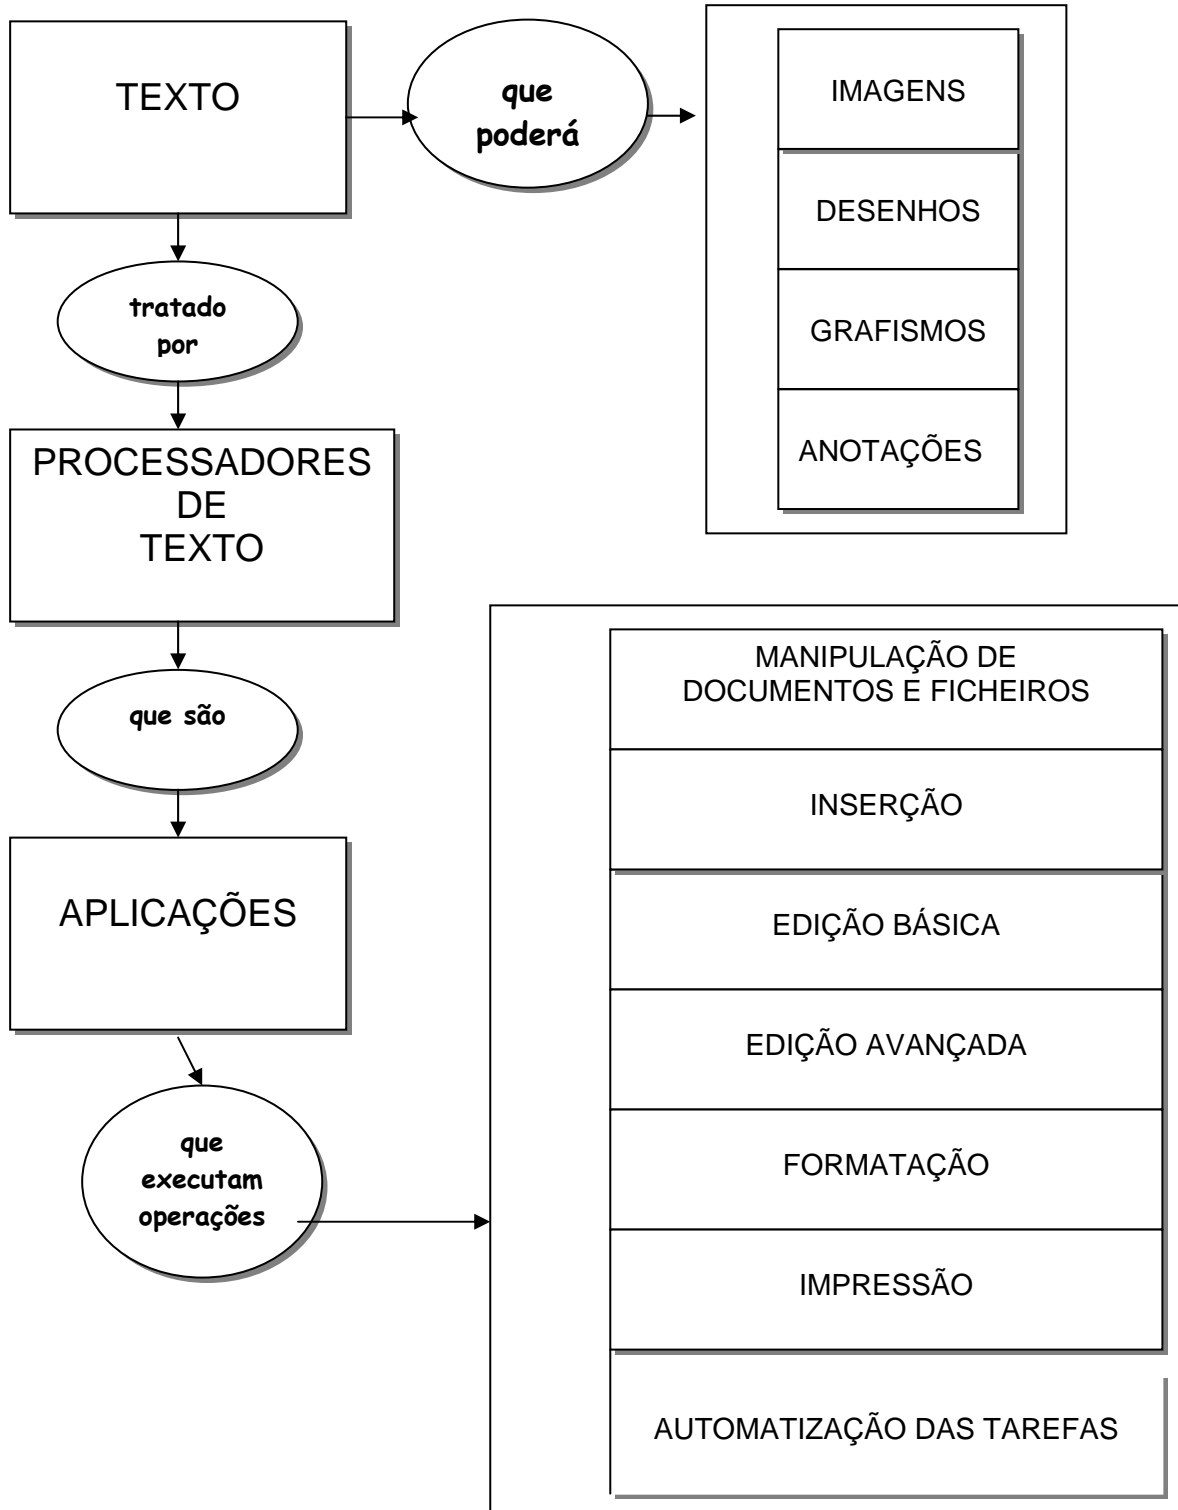 TEXTO
que
poderá
IMAGENS
DESENHOS
GRAFISMOS
ANOTAÇÕES
tratado
por
PROCESSADORES
DE
TEXTO
que são
APLICAÇÕES
que
executam
operações
MANIPULAÇÃO DE
DOCUMENTOS E FICHEIROS
INSERÇÃO
EDIÇÃO BÁSICA
EDIÇÃO AVANÇADA
FORMATAÇÃO
IMPRESSÃO
AUTOMATIZAÇÃO DAS TAREFAS